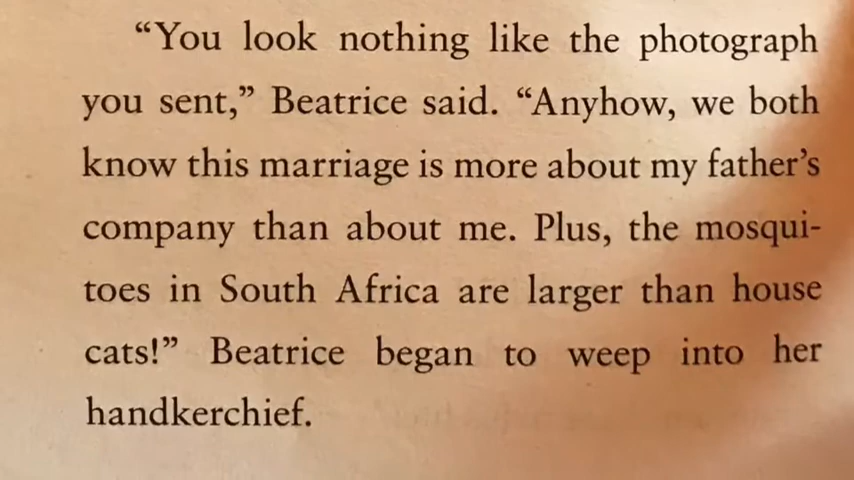 “You look nothing like the photograph
you sent,” Beatrice said. “Anyhow, we both
know this marriage is more about my father’s
company than about me. Plus, the mosqui-
toes in South Africa are larger than house
cats!” Beatrice began to weep into her
handkerchief.